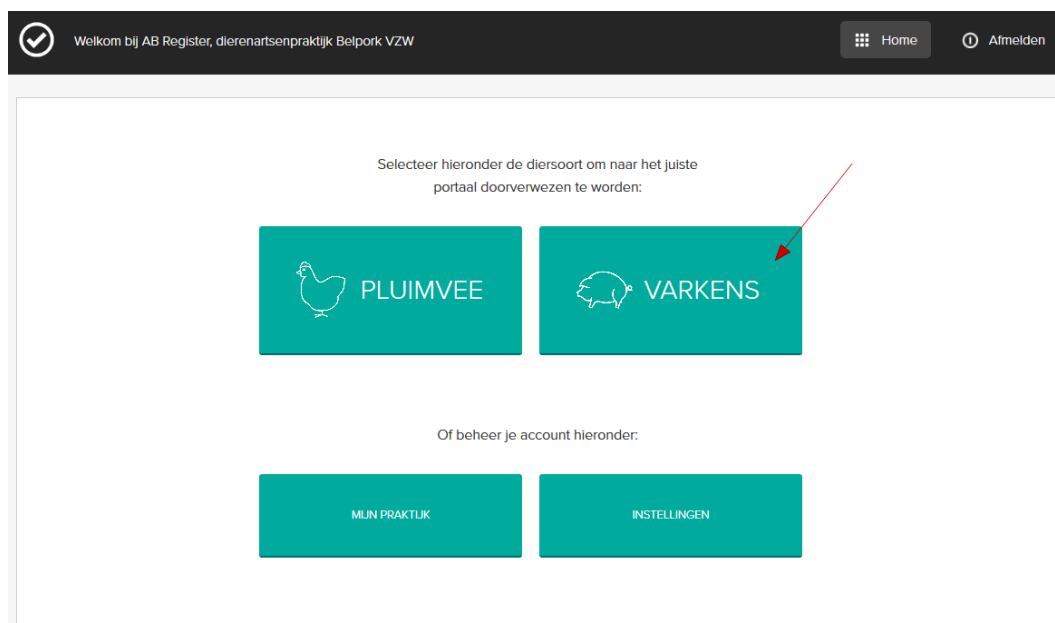 Welkom bij AB Register, dierenartsenpraktijk Belpork VZW
Home
Afmelden
Selecteer hieronder de diersoort om naar het juiste
portaal doorverwezen te worden:
PLUIMVEE
VARKENS
Of beheer je account hieronder:
MIJN PRAKTIJK
INSTELLINGEN